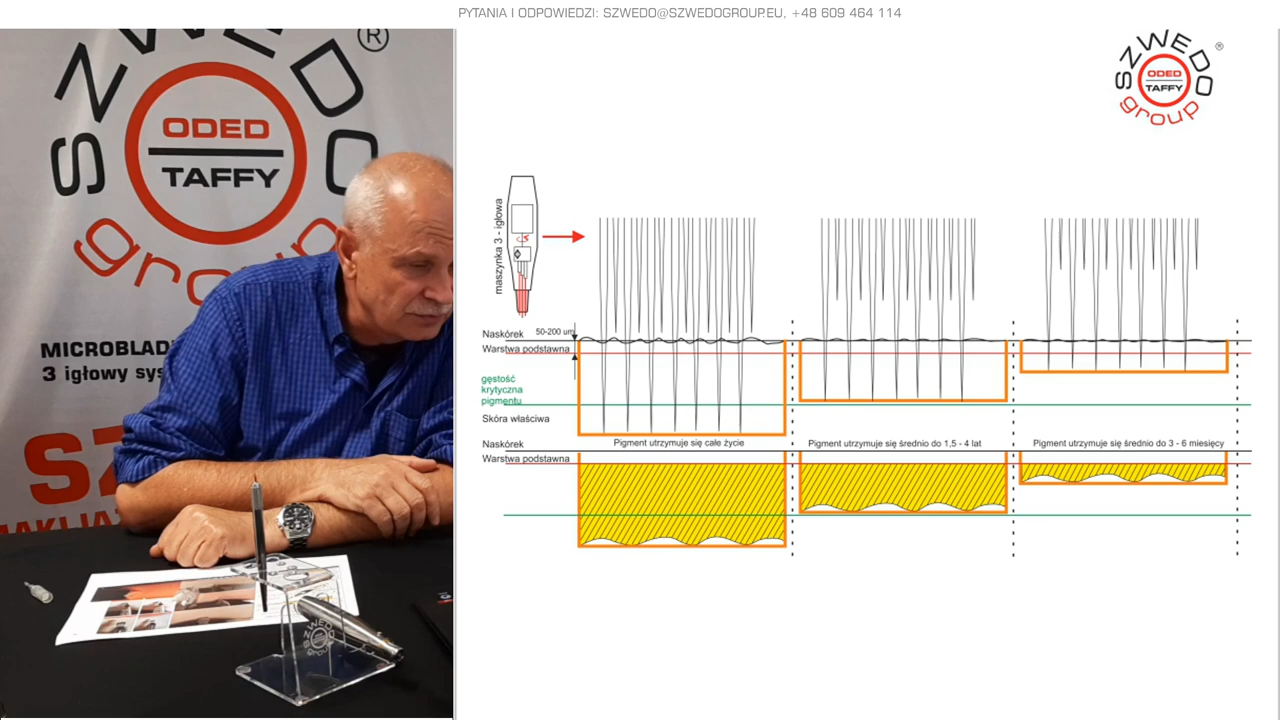 PYTANIA I ODPOWIEDZI: SZWEDO@SZWEDOGROUP.EU, +48 609 464 114
SZWEDO
®
ODED
TAFFY
group
MICROBLAD
3 igłowy sys
SZ
MAKIJAŻ
SZWEDO
group
SZWEDO
®
ODED
TAFFY
group
maszynka 3 - igłowa
Naskórek
50-200 um
Warstwa podstawna
gęstość
krytyczna
pigmentu
Skóra właściwa
Naskórek
Pigment utrzymuje się całe życie
Pigment utrzymuje się średnio do 1,5 - 4 lat
Pigment utrzymuje się średnio do 3 - 6 miesięcy
Warstwa podstawna